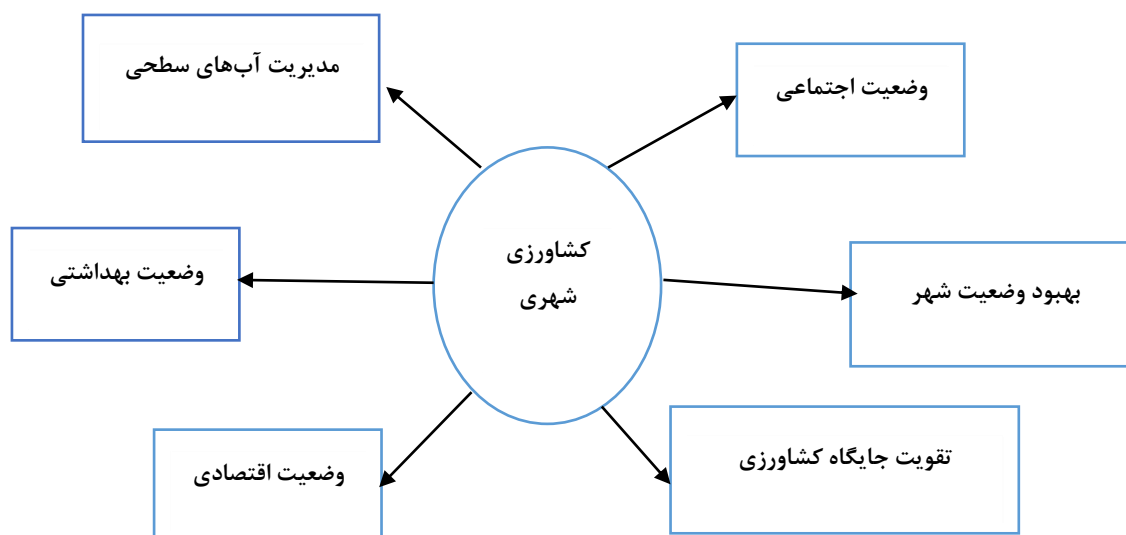 مدیریت آب‌های سطحی
وضعیت اجتماعی
کشاورزی
شهری
وضعیت بهداشتی
بهبود وضعیت شهر
وضعیت اقتصادی
تقویت جایگاه کشاورزی